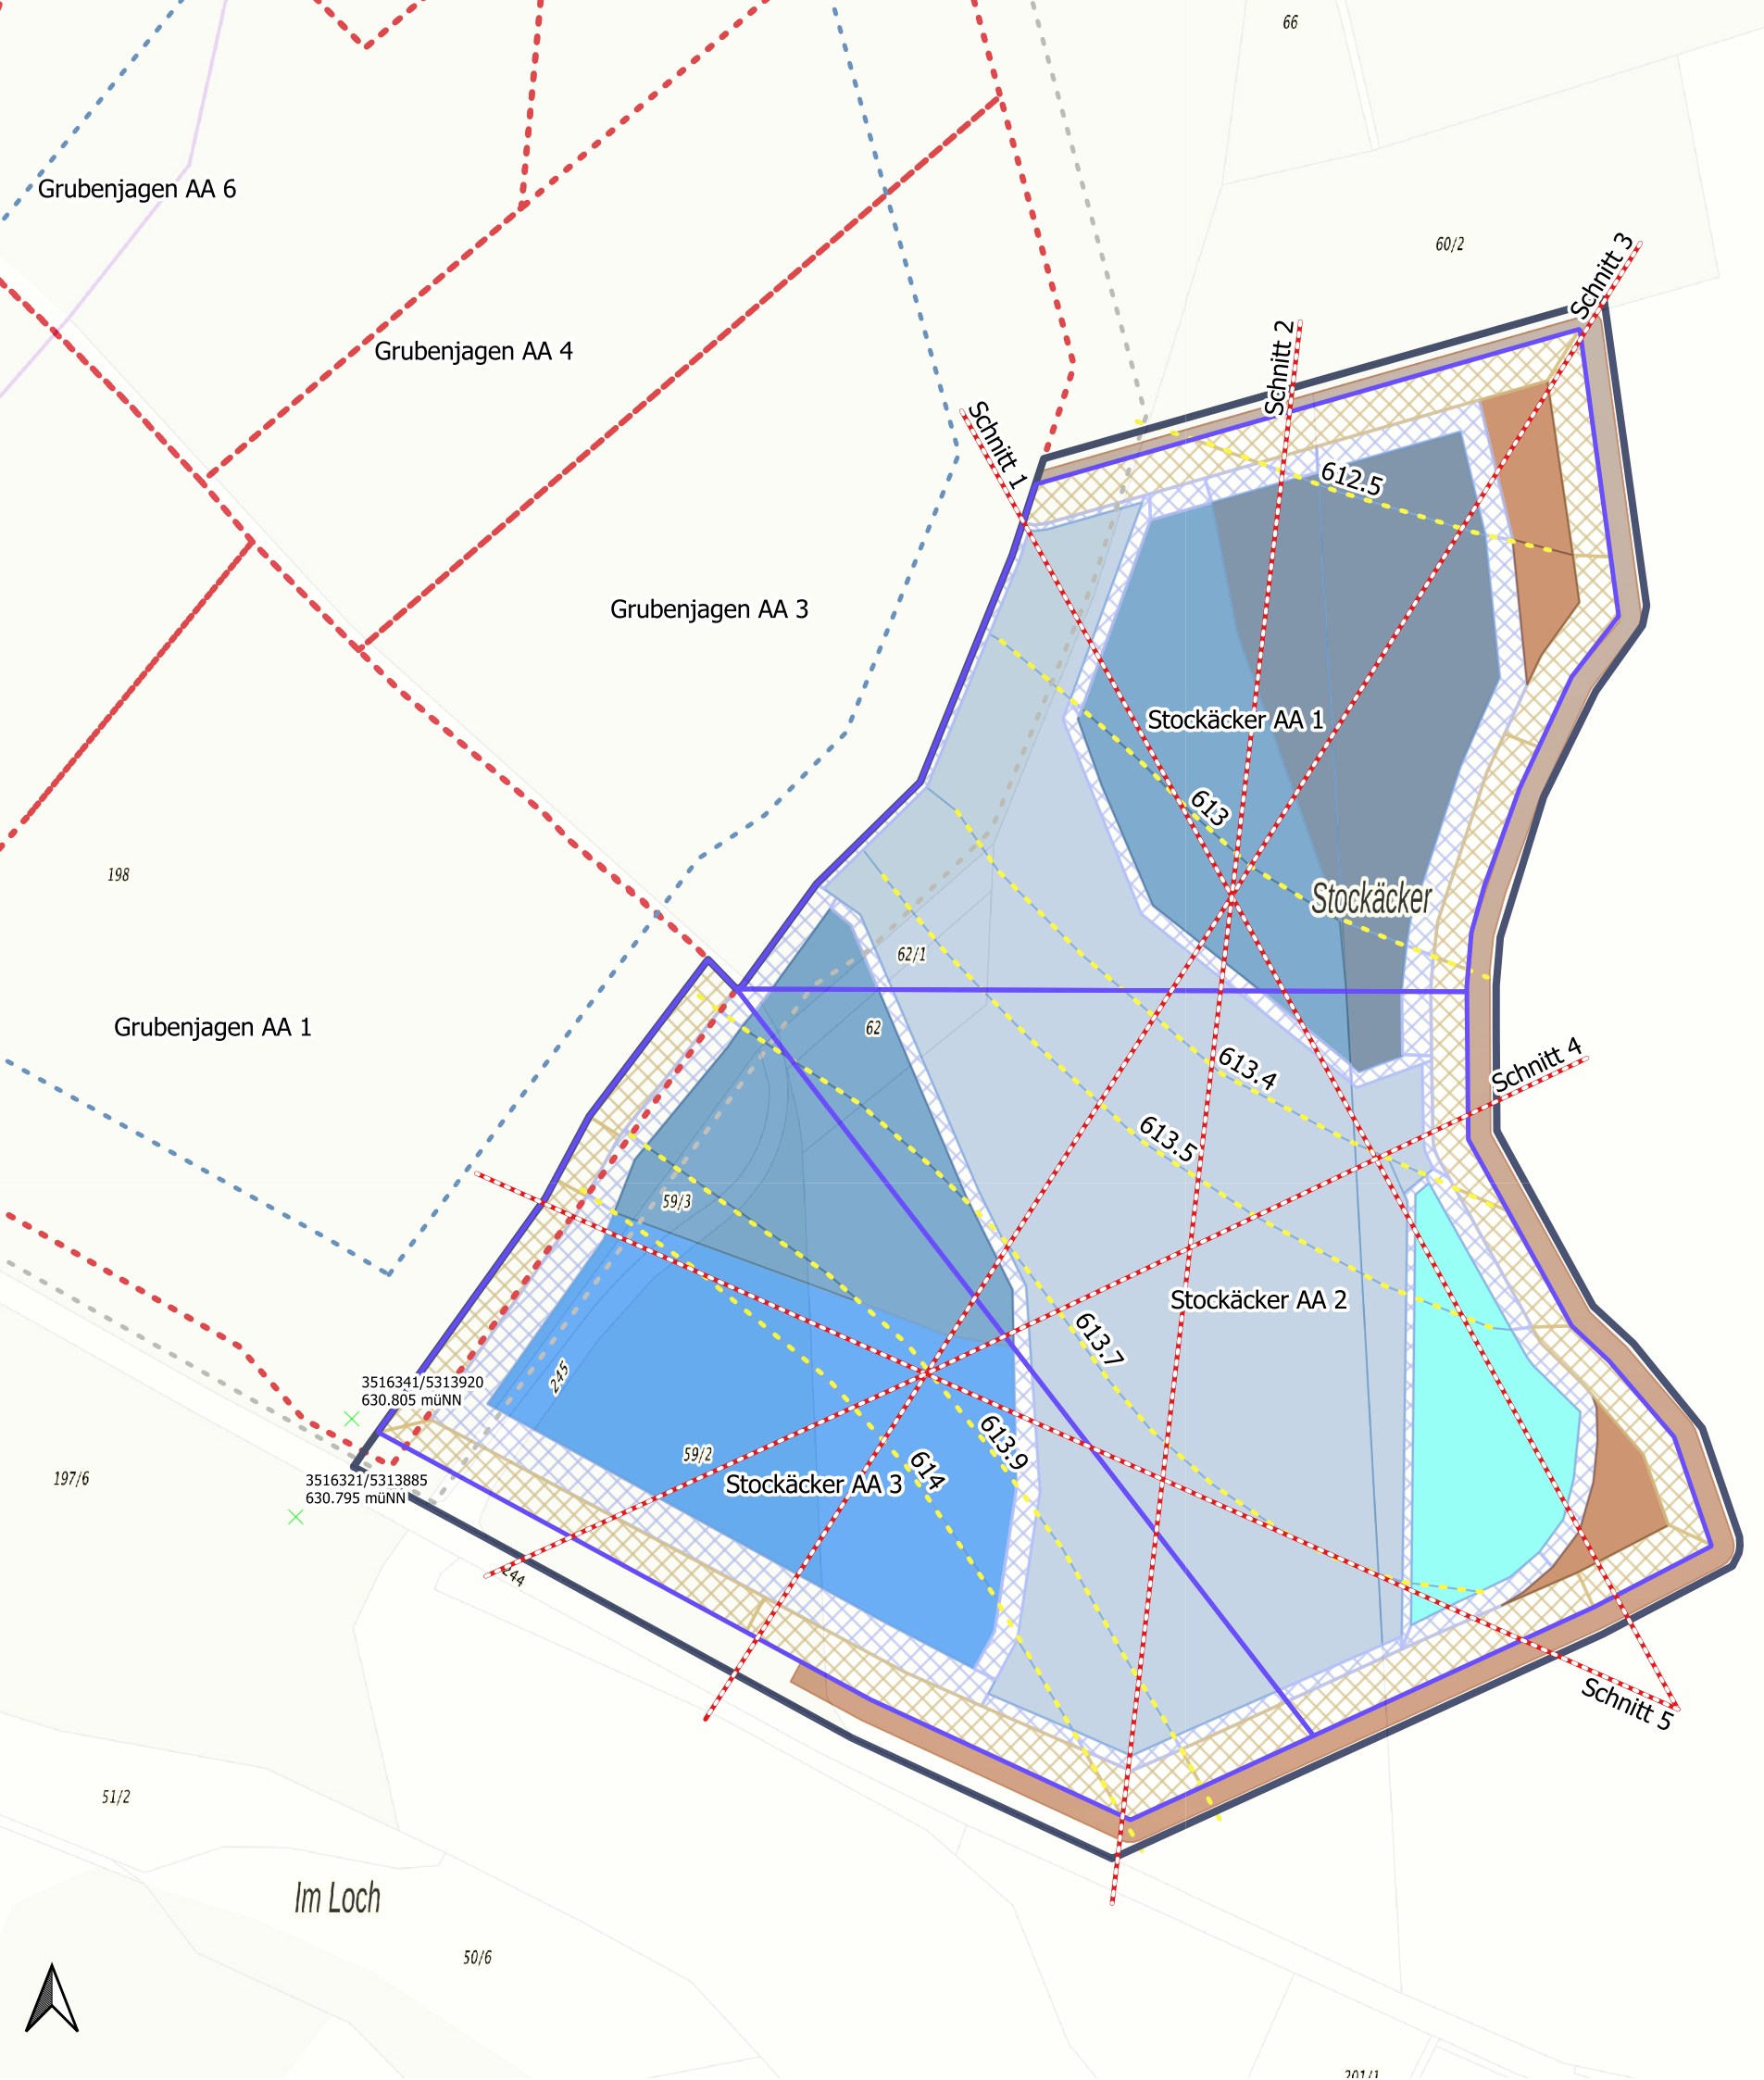 66
Grubenjagen AA 6
60/2
Schnitt 3
Grubenjagen AA 4
Schnitt 2
Schnitt 1
612.5
Grubenjagen AA 3
Stockäcker AA 1
613
198
Stockäcker
62/1
Grubenjagen AA 1
62
613.4
Schnitt 4
613.5
59/3
Stockäcker AA 2
613.7
245
3516341/5313920
630.805 müNN
613.9
59/2
614
197/6
3516321/5313885
630.795 müNN
Stockäcker AA 3
244
Schnitt 5
51/2
Im Loch
50/6
201/1